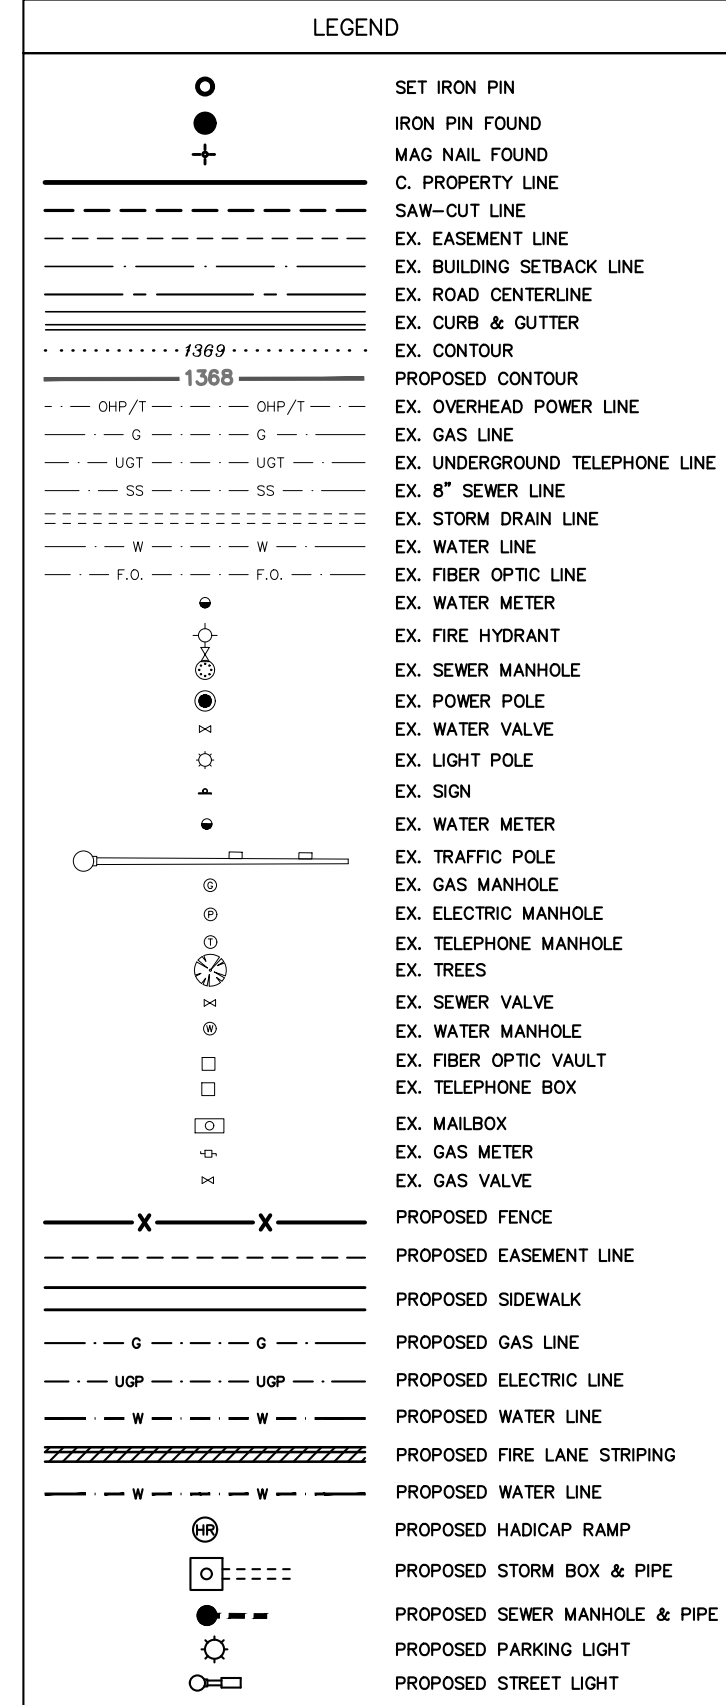 LEGEND
SET IRON PIN
IRON PIN FOUND
MAG NAIL FOUND
C. PROPERTY LINE
SAW-CUT LINE
EX. EASEMENT LINE
EX. BUILDING SETBACK LINE
EX. ROAD CENTERLINE
EX. CURB & GUTTER
1369 EX. CONTOUR
1368 PROPOSED CONTOUR
OHP/T OHP/T EX. OVERHEAD POWER LINE
G G EX. GAS LINE
UGT UGT EX. UNDERGROUND TELEPHONE LINE
SS SS EX. 8" SEWER LINE
EX. STORM DRAIN LINE
W W EX. WATER LINE
F.O. F.O. EX. FIBER OPTIC LINE
EX. WATER METER
EX. FIRE HYDRANT
EX. SEWER MANHOLE
EX. POWER POLE
EX. WATER VALVE
EX. LIGHT POLE
EX. SIGN
EX. WATER METER
EX. TRAFFIC POLE
G EX. GAS MANHOLE
P EX. ELECTRIC MANHOLE
T EX. TELEPHONE MANHOLE
EX. TREES
EX. SEWER VALVE
W EX. WATER MANHOLE
EX. FIBER OPTIC VAULT
EX. TELEPHONE BOX
EX. MAILBOX
EX. GAS METER
EX. GAS VALVE
X X PROPOSED FENCE
PROPOSED EASEMENT LINE
PROPOSED SIDEWALK
G G PROPOSED GAS LINE
UGP UGP PROPOSED ELECTRIC LINE
W W PROPOSED WATER LINE
PROPOSED FIRE LANE STRIPING
W W PROPOSED WATER LINE
HR PROPOSED HADICAP RAMP
PROPOSED STORM BOX & PIPE
PROPOSED SEWER MANHOLE & PIPE
PROPOSED PARKING LIGHT
PROPOSED STREET LIGHT